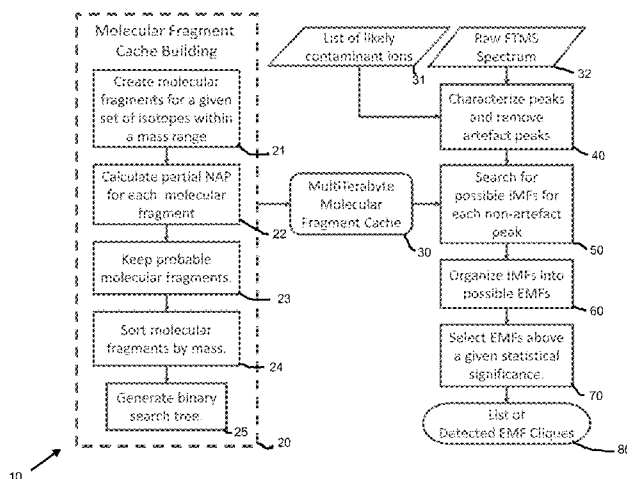 Molecular Fragment
Cache Building
Create molecular
fragments for a given
set of isotopes within
a mass range
21
Calculate partial NAP
for each molecular
fragment
22
Keep probable
molecular fragments.
23
Sort molecular
fragments by mass.
24
Generate binary
search tree.
25
20
10
MultiTerabyte
Molecular
Fragment Cache
30
List of likely
contaminant ions
31
Raw FTMS
Spectrum
32
Characterize peaks
and remove
artefact peaks
40
Search for
possible IMFs for
each non-artefact
peak
50
Organize IMFs into
possible EMFs
60
Select EMFs above
a given statistical
significance.
70
List of
Detected EMF Cliques